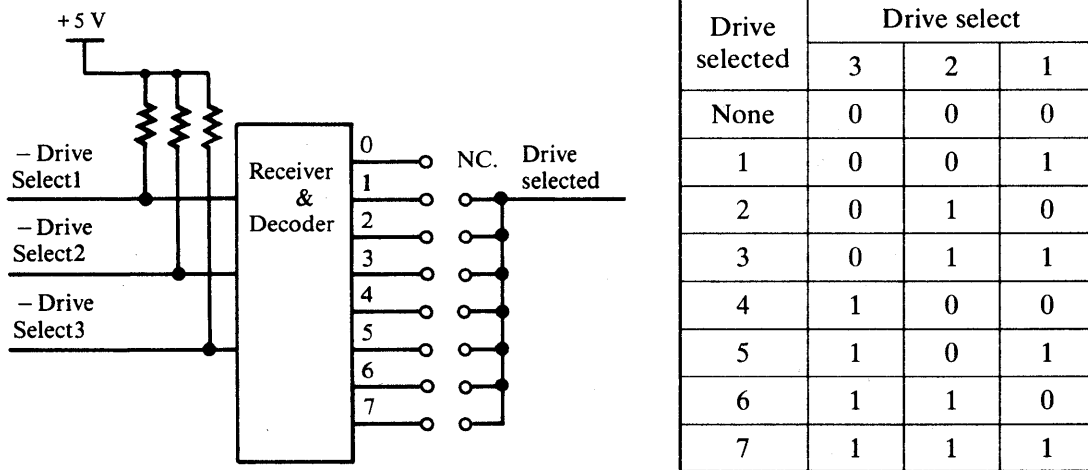 +5 V
– Drive
Select1
– Drive
Select2
– Drive
Select3
Receiver
&
Decoder
0
1
2
3
4
5
6
7
NC.
Drive
selected
Drive
selected
Drive select
3 2 1
None 0 0 0
1 0 0 1
2 0 1 0
3 0 1 1
4 1 0 0
5 1 0 1
6 1 1 0
7 1 1 1